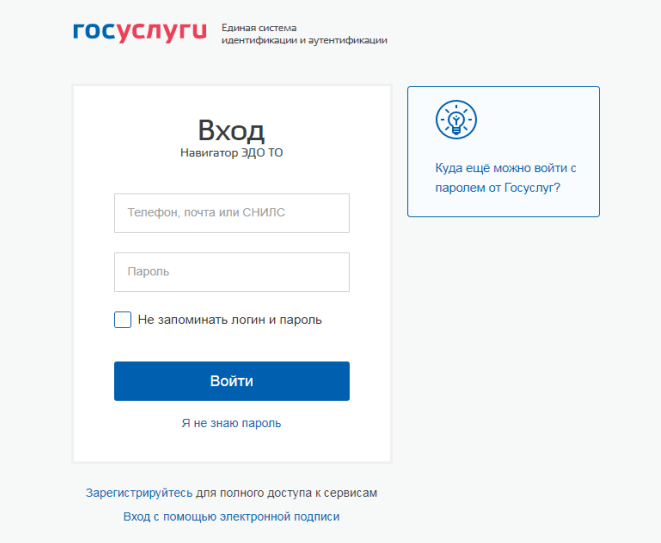 госуслуги
Единая система
идентификации и аутентификации
Вход
Навигатор ЭДО ТО
Телефон, почта или СНИЛС
Пароль
Не запоминать логин и пароль
Войти
Я не знаю пароль
Зарегистрируйтесь для полного доступа к сервисам
Вход с помощью электронной подписи
Куда ещё можно войти с
паролем от Госуслуг?